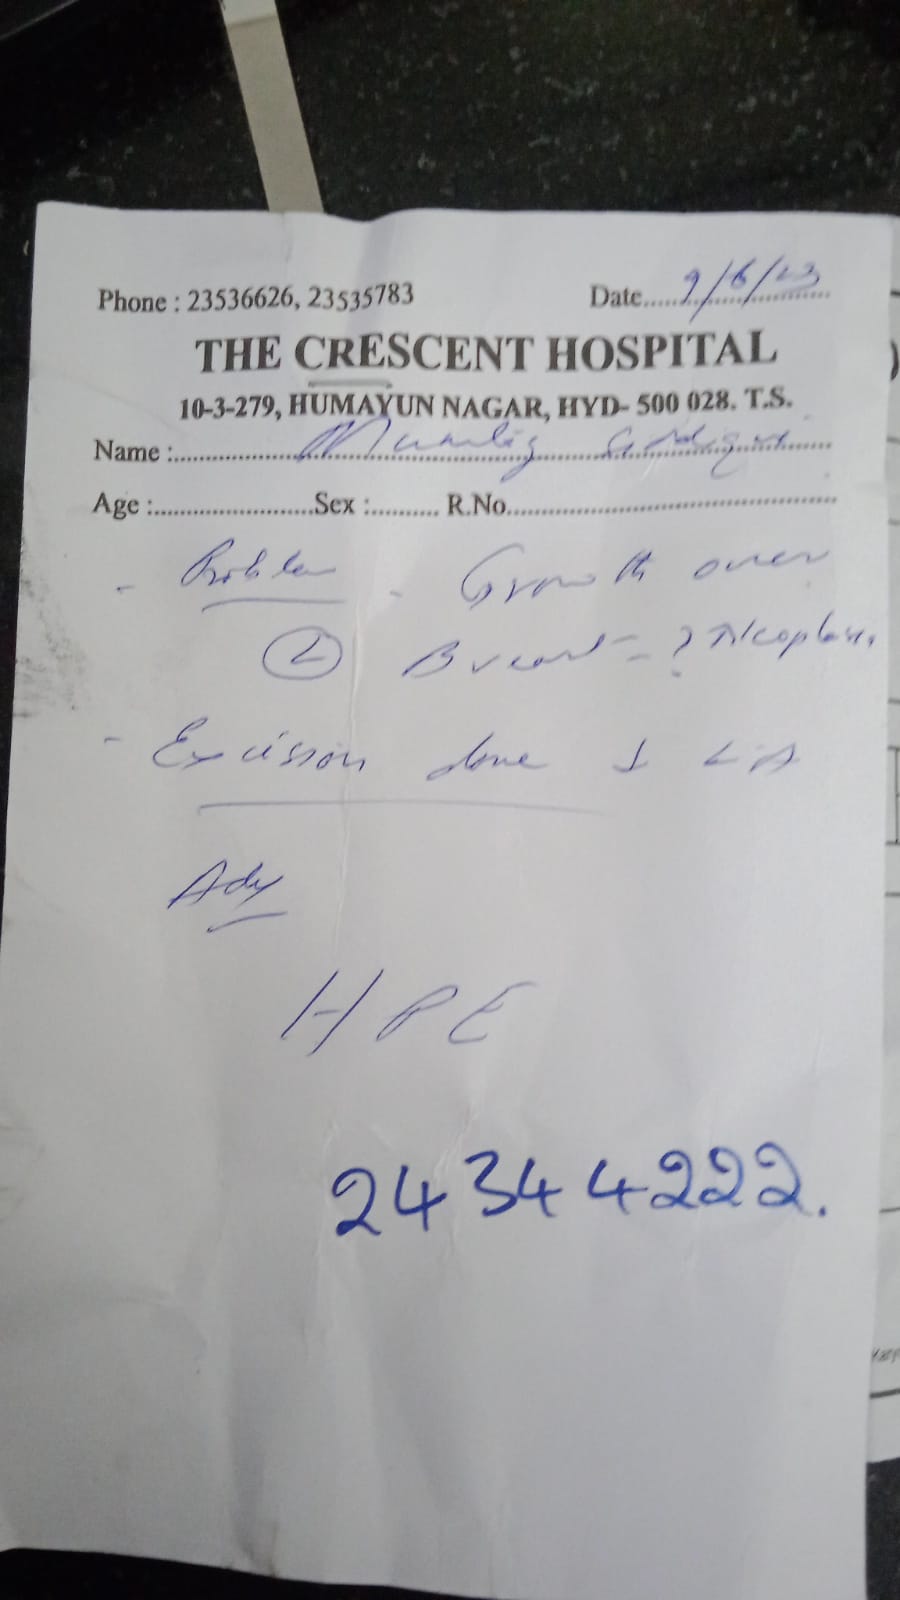 Phone : 23536626, 23535783 Date.....9/6/23
THE CRESCENT HOSPITAL
10-3-279, HUMAYUN NAGAR, HYD- 500 028. T.S.
Name :
Age : Sex : R.No.
- Problem - Growth over
(L) Breast - ? Neoplasm
- Excision done L A
Adv
HPE
24344222.